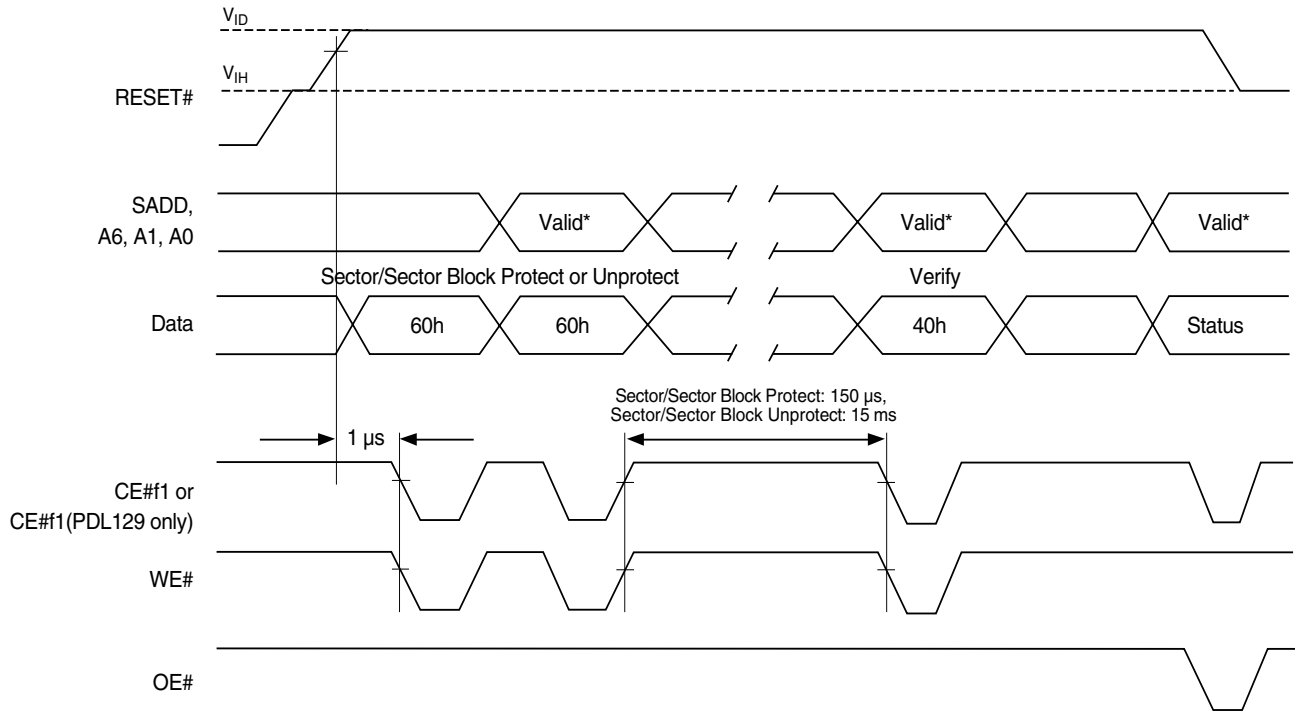 VID
VIH
RESET#
SADD,
A6, A1, A0
Valid*
Valid*
Valid*
Sector/Sector Block Protect or Unprotect
Verify
Data
60h
60h
40h
Status
Sector/Sector Block Protect: 150 µs,
Sector/Sector Block Unprotect: 15 ms
1 µs
CE#f1 or
CE#f1(PDL129 only)
WE#
OE#